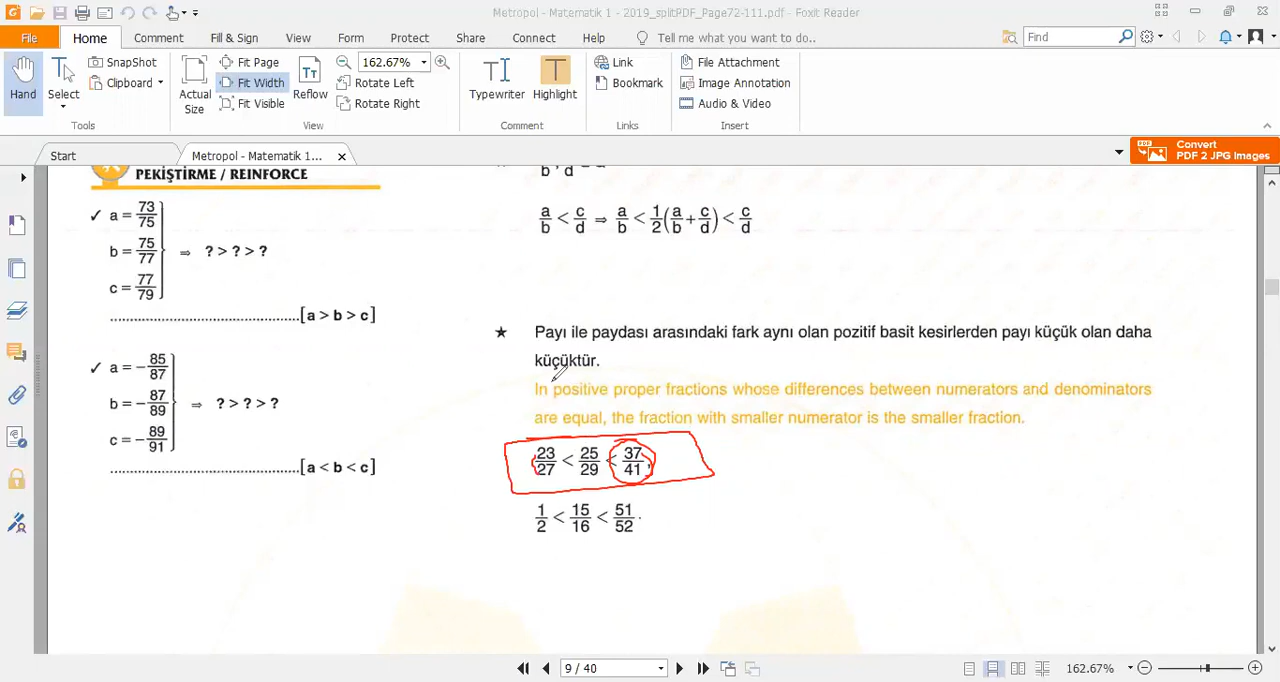 Metropol - Matematik 1 - 2019_splitPDF_Page72-111.pdf - Foxit Reader
File Home Comment Fill & Sign View Form Protect Share Connect Help Tell me what you want to do.. Find
Hand
Select
SnapShot
Clipboard
Tools
Actual Size
Fit Page
Fit Width
Fit Visible
Reflow
162.67%
Rotate Left
Rotate Right
View
Typewriter
Highlight
Comment
Link
Bookmark
Links
File Attachment
Image Annotation
Audio & Video
Insert
Start
Metropol - Matematik 1...
Convert
PDF 2 JPG Images
PEKİŞTİRME / REINFORCE
✓ a = 73/75
b = 75/77 ⇒ ? > ? > ?
c = 77/79
[a > b > c]
✓ a = −85/87
b = −87/89 ⇒ ? > ? > ?
c = −89/91
[a < b < c]
a/b < c/d ⇒ a/b < 1/2(a/b + c/d) < c/d
★ Payı ile paydası arasındaki fark aynı olan pozitif basit kesirlerden payı küçük olan daha
küçüktür.
In positive proper fractions whose differences between numerators and denominators
are equal, the fraction with smaller numerator is the smaller fraction.
23/27 < 25/29 < 37/41,
1/2 < 15/16 < 51/52.
9 / 40
162.67%